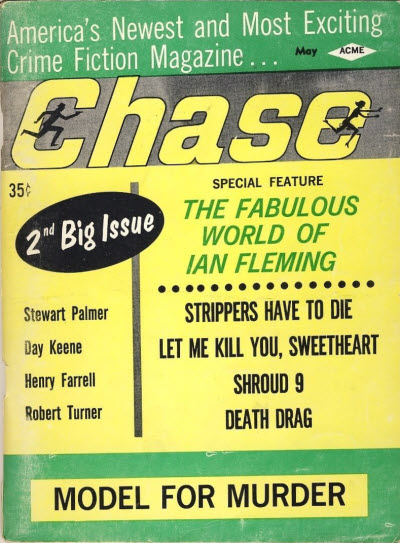 America's Newest and Most Exciting
Crime Fiction Magazine...
May
ACME
Chase
35¢
2nd Big Issue
SPECIAL FEATURE
THE FABULOUS
WORLD OF
IAN FLEMING
Stewart Palmer
Day Keene
Henry Farrell
Robert Turner
STRIPPERS HAVE TO DIE
LET ME KILL YOU, SWEETHEART
SHROUD 9
DEATH DRAG
MODEL FOR MURDER